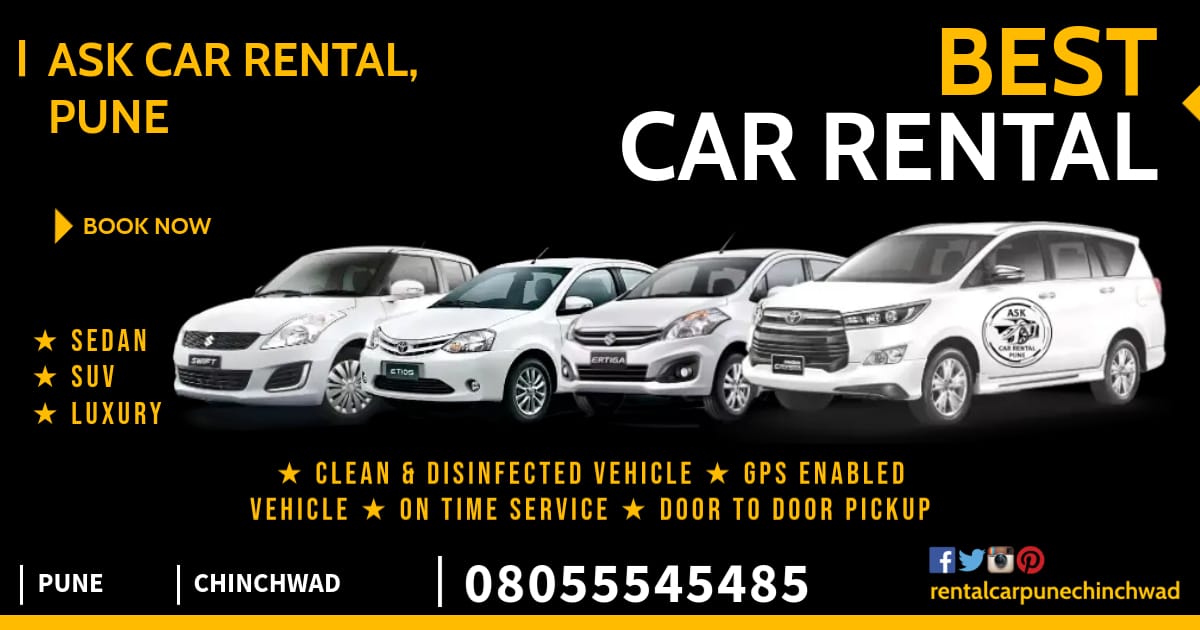 ASK CAR RENTAL,
PUNE
BEST
CAR RENTAL
BOOK NOW
★ SEDAN
★ SUV
★ LUXURY
SWIFT
ETIOS
ERTIGA
ASK
CAR RENTAL
PUNE
★ CLEAN & DISINFECTED VEHICLE ★ GPS ENABLED
VEHICLE ★ ON TIME SERVICE ★ DOOR TO DOOR PICKUP
PUNE
CHINCHWAD
08055545485
rentalcarpunechinchwad